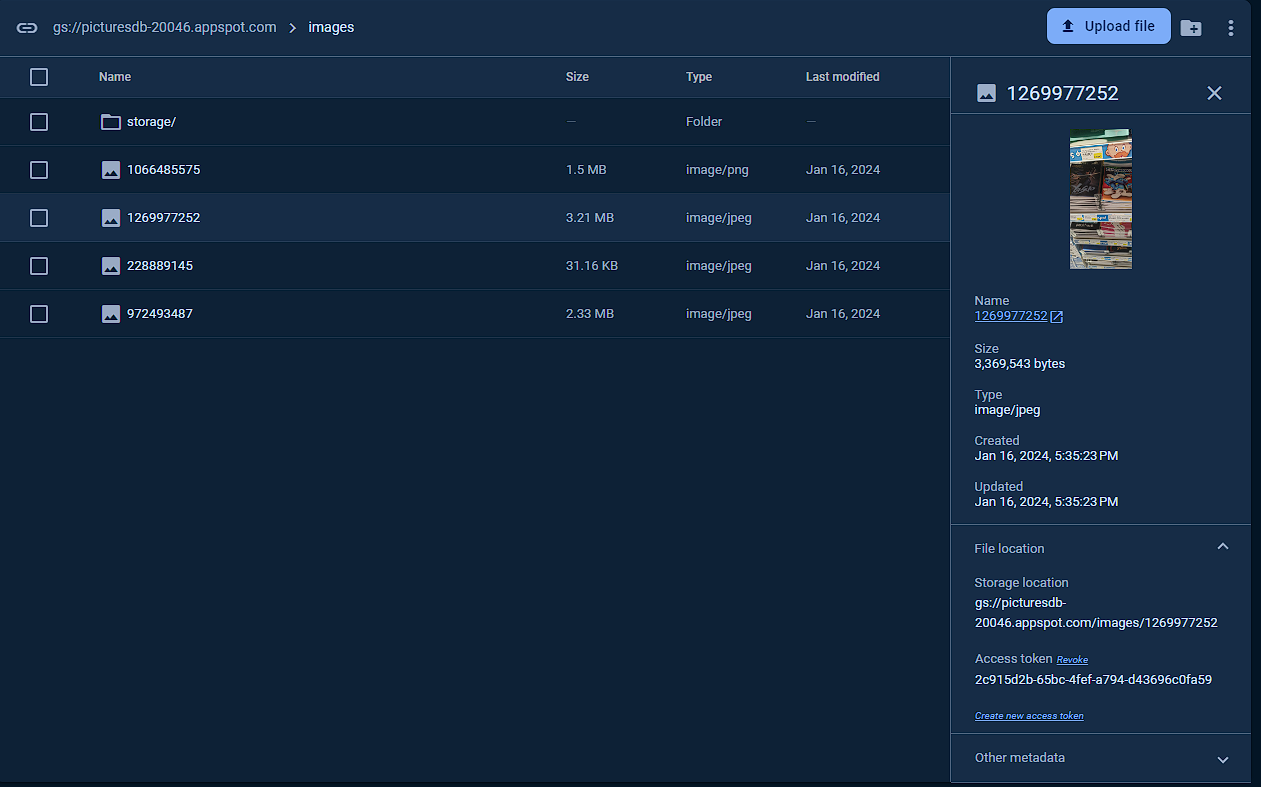 gs://picturesdb-20046.appspot.com > images
Upload file
Name Size Type Last modified
storage/ — Folder —
1066485575 1.5 MB image/png Jan 16, 2024
1269977252 3.21 MB image/jpeg Jan 16, 2024
228889145 31.16 KB image/jpeg Jan 16, 2024
972493487 2.33 MB image/jpeg Jan 16, 2024
1269977252
Name
1269977252
Size
3,369,543 bytes
Type
image/jpeg
Created
Jan 16, 2024, 5:35:23 PM
Updated
Jan 16, 2024, 5:35:23 PM
File location
Storage location
gs://picturesdb-
20046.appspot.com/images/1269977252
Access token Revoke
2c915d2b-65bc-4fef-a794-d43696c0fa59
Create new access token
Other metadata